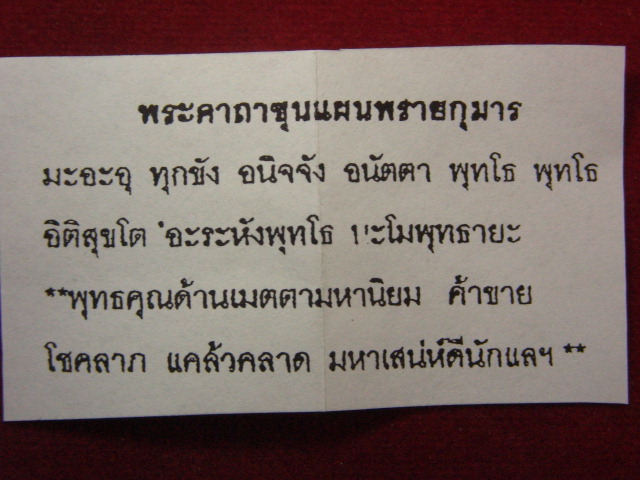 พระคาถาขุนแผนพรายกุมาร
มะอะอุ ทุกขัง อนิจจัง อนัตตา พุทโธ พุทโธ
อิติสุขโต อะระหังพุทโธ นะโมพุทธายะ
**พุทธคุณด้านเมตตามหานิยม ค้าขาย
โชคลาภ แคล้วคลาด มหาเสน่ห์ดีนักแลฯ **